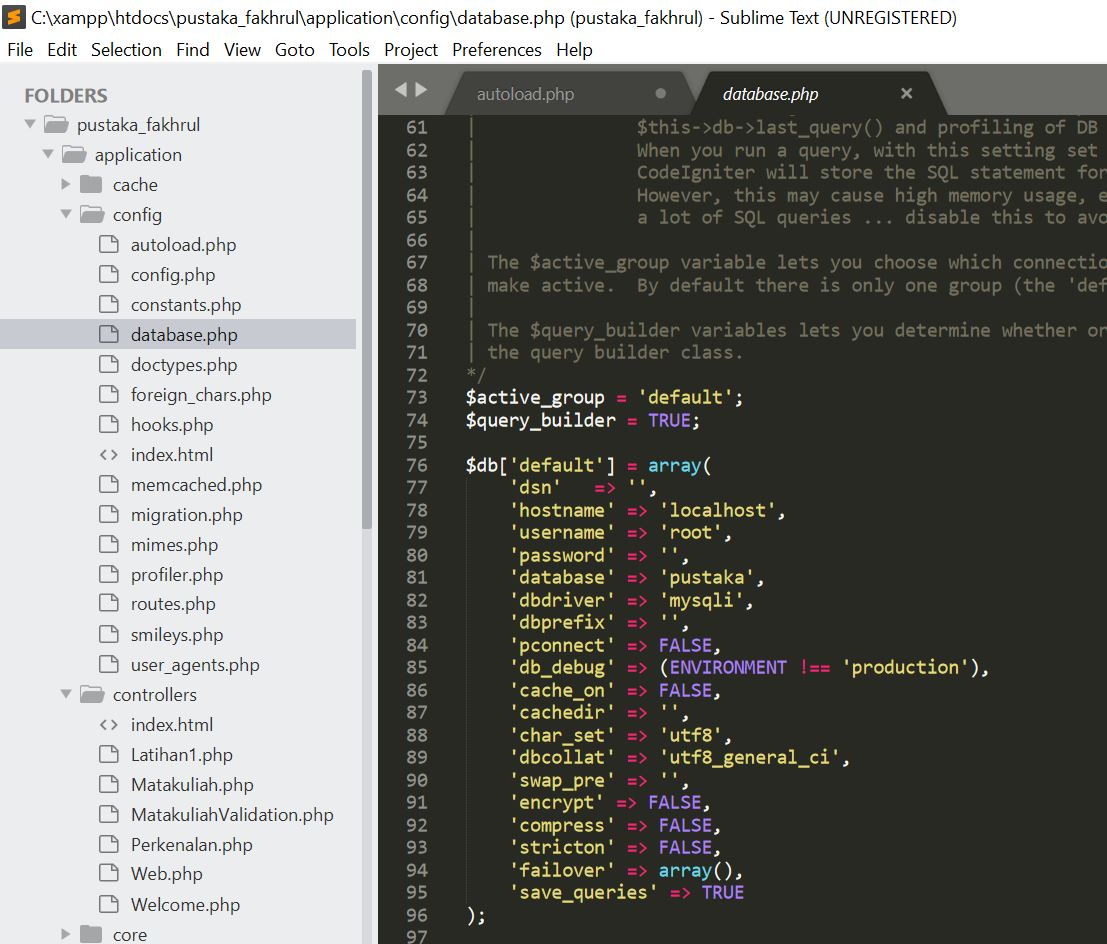 C:\xampp\htdocs\pustaka_fakhrul\application\config\database.php (pustaka_fakhrul) - Sublime Text (UNREGISTERED)
File Edit Selection Find View Goto Tools Project Preferences Help
FOLDERS
pustaka_fakhrul
application
cache
config
autoload.php
config.php
constants.php
database.php
doctypes.php
foreign_chars.php
hooks.php
<> index.html
memcached.php
migration.php
mimes.php
profiler.php
routes.php
smileys.php
user_agents.php
controllers
<> index.html
Latihan1.php
Matakuliah.php
MatakuliahValidation.php
Perkenalan.php
Web.php
Welcome.php
core
autoload.php database.php
61 | $this->db->last_query() and profiling of DB
62 | When you run a query, with this setting set
63 | CodeIgniter will store the SQL statement for
64 | However, this may cause high memory usage, e
65 | a lot of SQL queries ... disable this to avo
66 |
67 | The $active_group variable lets you choose which connectio
68 | make active.  By default there is only one group (the 'def
69 |
70 | The $query_builder variables lets you determine whether or
71 | the query builder class.
72 */
73 $active_group = 'default';
74 $query_builder = TRUE;
75
76 $db['default'] = array(
77 'dsn'   => '',
78 'hostname' => 'localhost',
79 'username' => 'root',
80 'password' => '',
81 'database' => 'pustaka',
82 'dbdriver' => 'mysqli',
83 'dbprefix' => '',
84 'pconnect' => FALSE,
85 'db_debug' => (ENVIRONMENT !== 'production'),
86 'cache_on' => FALSE,
87 'cachedir' => '',
88 'char_set' => 'utf8',
89 'dbcollat' => 'utf8_general_ci',
90 'swap_pre' => '',
91 'encrypt' => FALSE,
92 'compress' => FALSE,
93 'stricton' => FALSE,
94 'failover' => array(),
95 'save_queries' => TRUE
96 );
97